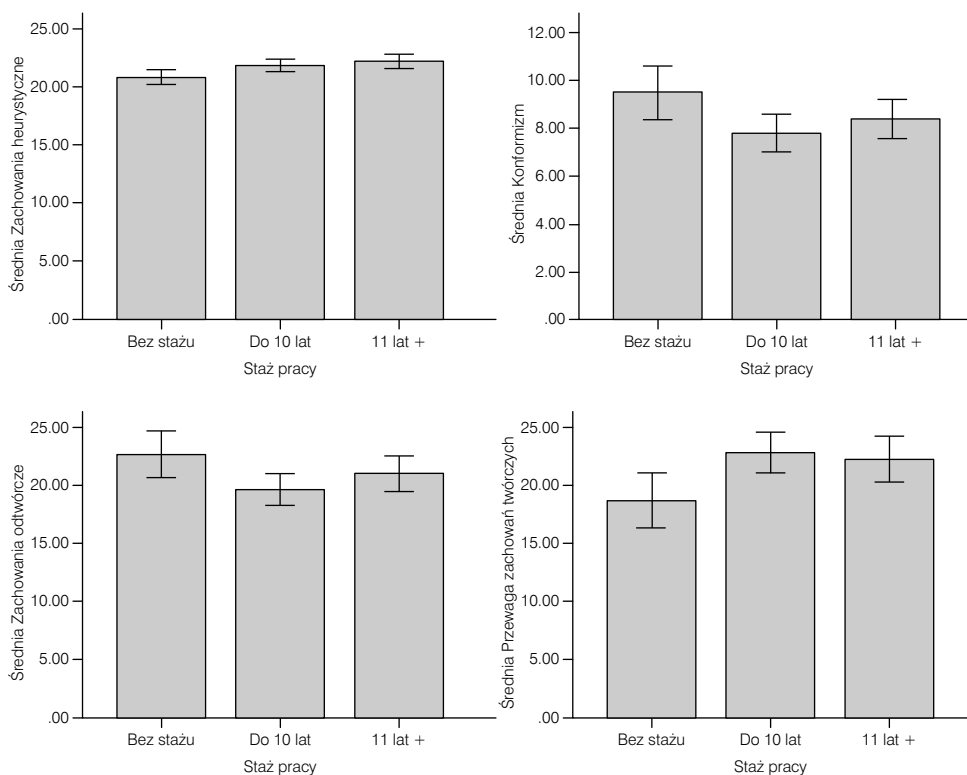 Średnia Zachowania heurystyczne
25.00
20.00
15.00
10.00
5.00
.00
Bez stażu
Do 10 lat
11 lat +
Staż pracy
Średnia Konformizm
12.00
10.00
8.00
6.00
4.00
2.00
.00
Bez stażu
Do 10 lat
11 lat +
Staż pracy
Średnia Zachowania odtwórcze
25.00
20.00
15.00
10.00
5.00
.00
Bez stażu
Do 10 lat
11 lat +
Staż pracy
Średnia Przewaga zachowań twórczych
25.00
20.00
15.00
10.00
5.00
.00
Bez stażu
Do 10 lat
11 lat +
Staż pracy